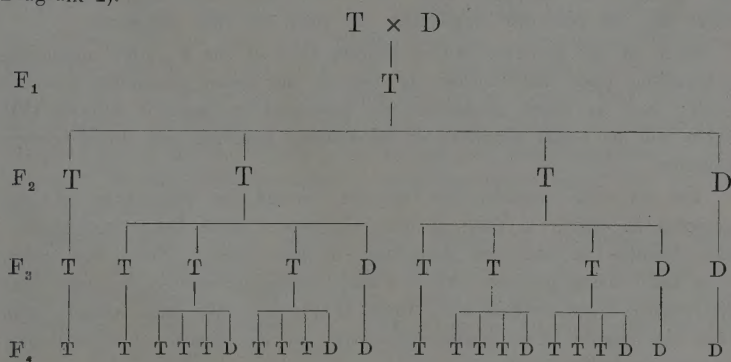 T × D
F₁ T
F₂ T T T D
F₃ T T T T D T T T D D
F₄ T T T T T D T T T D D T T T T D T T T D D D